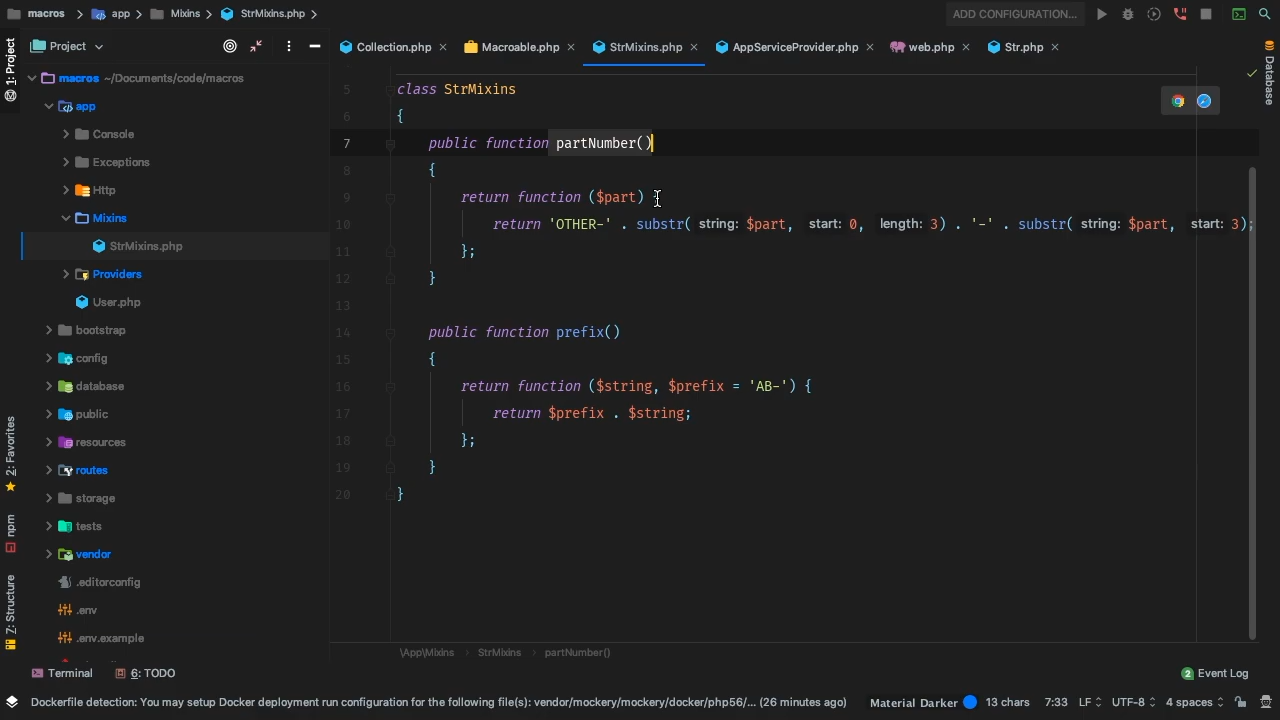 macros app Mixins StrMixins.php ADD CONFIGURATION...
Project Collection.php Macroable.php StrMixins.php AppServiceProvider.php web.php Str.php
1: Project
macros ~/Documents/code/macros
app
Console
Exceptions
Http
Mixins
StrMixins.php
Providers
User.php
bootstrap
config
database
public
resources
routes
storage
tests
vendor
.editorconfig
.env
.env.example
2: Favorites
npm
7: Structure
Database
5 class StrMixins
6 {
7 public function partNumber()
8 {
9 return function ($part) {
10 return 'OTHER-' . substr( string: $part, start: 0, length: 3) . '-' . substr( string: $part, start: 3);
11 };
12 }
13
14 public function prefix()
15 {
16 return function ($string, $prefix = 'AB-') {
17 return $prefix . $string;
18 };
19 }
20 }
\App\Mixins StrMixins partNumber()
Terminal 6: TODO 2 Event Log
Dockerfile detection: You may setup Docker deployment run configuration for the following file(s): vendor/mockery/mockery/docker/php56/... (26 minutes ago) Material Darker 13 chars 7:33 LF UTF-8 4 spaces